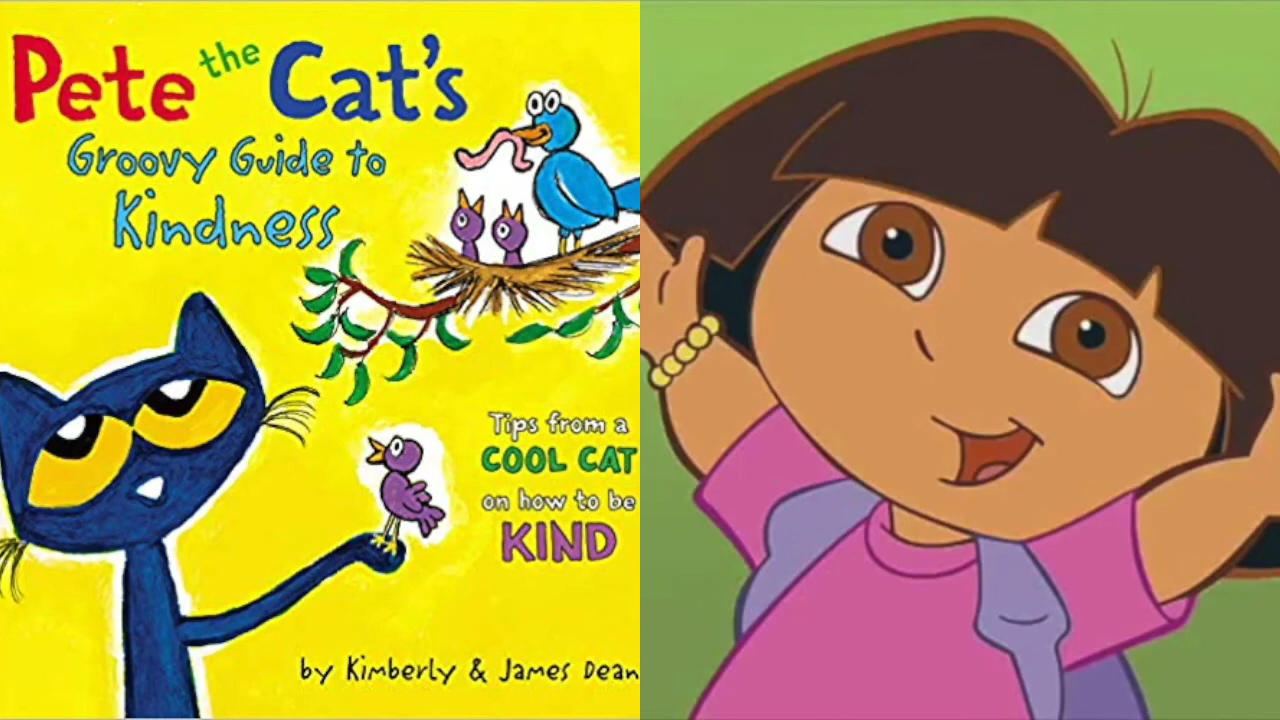 Pete the Cat's
Groovy Guide to
Kindness
Tips from a
COOL CAT
on how to be
KIND
by Kimberly & James Dean